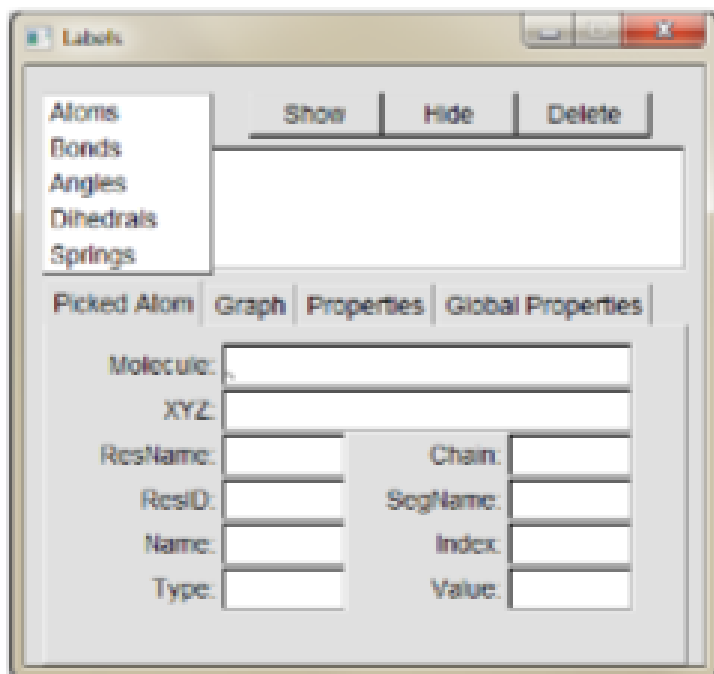 Labels
Atoms Show Hide Delete
Bonds
Angles
Dihedrals
Springs
Picked Atom Graph Properties Global Properties
Molecule:
XYZ:
ResName: Chain:
ResID: SegName:
Name: Index:
Type: Value: